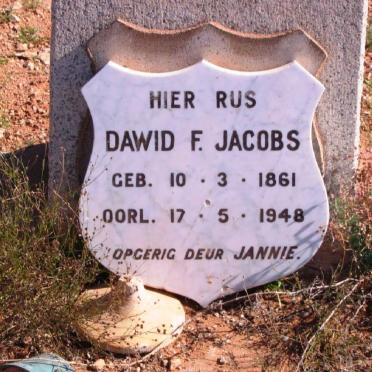 HIER RUS
DAWID F. JACOBS
GEB. 10 · 3 · 1861
OORL. 17 · 5 · 1948
OPGERIG DEUR JANNIE.